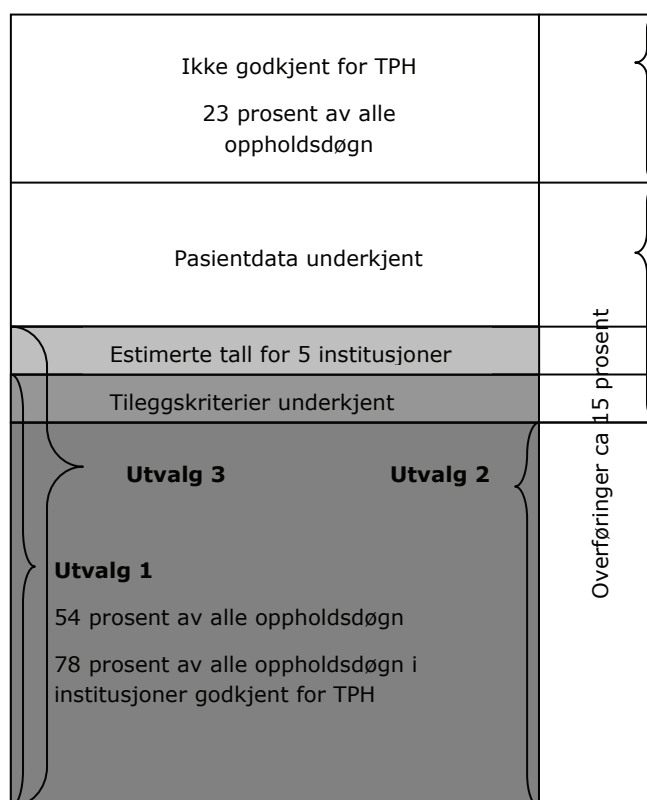 Ikke godkjent for TPH
23 prosent av alle
oppholdsdøgn
Pasientdata underkjent
Estimerte tall for 5 institusjoner
Tileggskriterier underkjent
Utvalg 3
Utvalg 2
Utvalg 1
54 prosent av alle oppholdsdøgn
78 prosent av alle oppholdsdøgn i
institusjoner godkjent for TPH
Overføringer ca 15 prosent